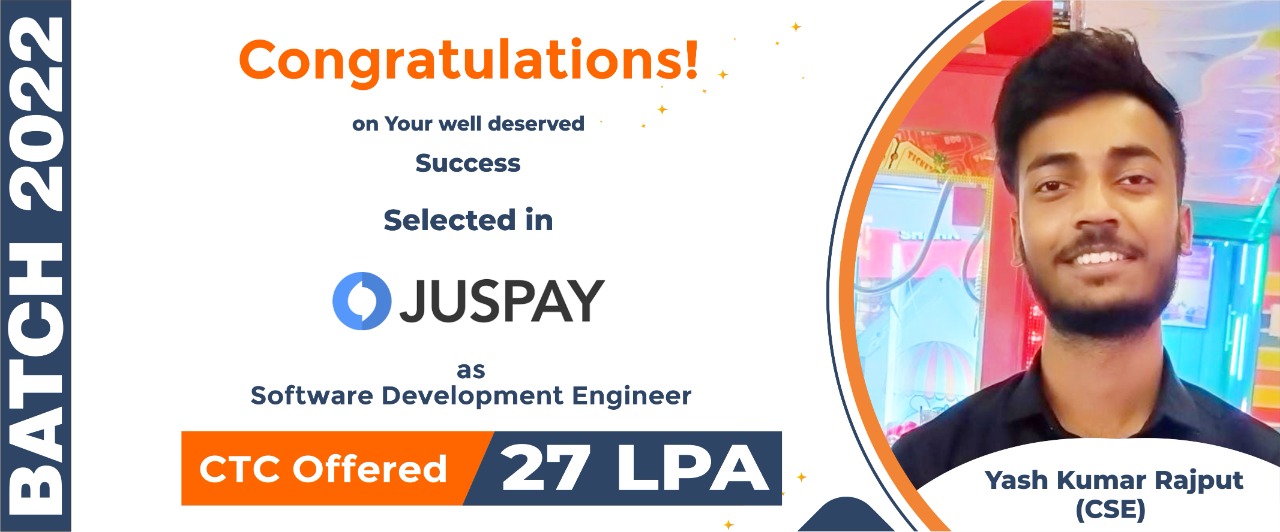 BATCH 2022
Congratulations!
on Your well deserved
Success
Selected in
JUSPAY
as
Software Development Engineer
CTC Offered 27 LPA
TICKET
Yash Kumar Rajput
(CSE)